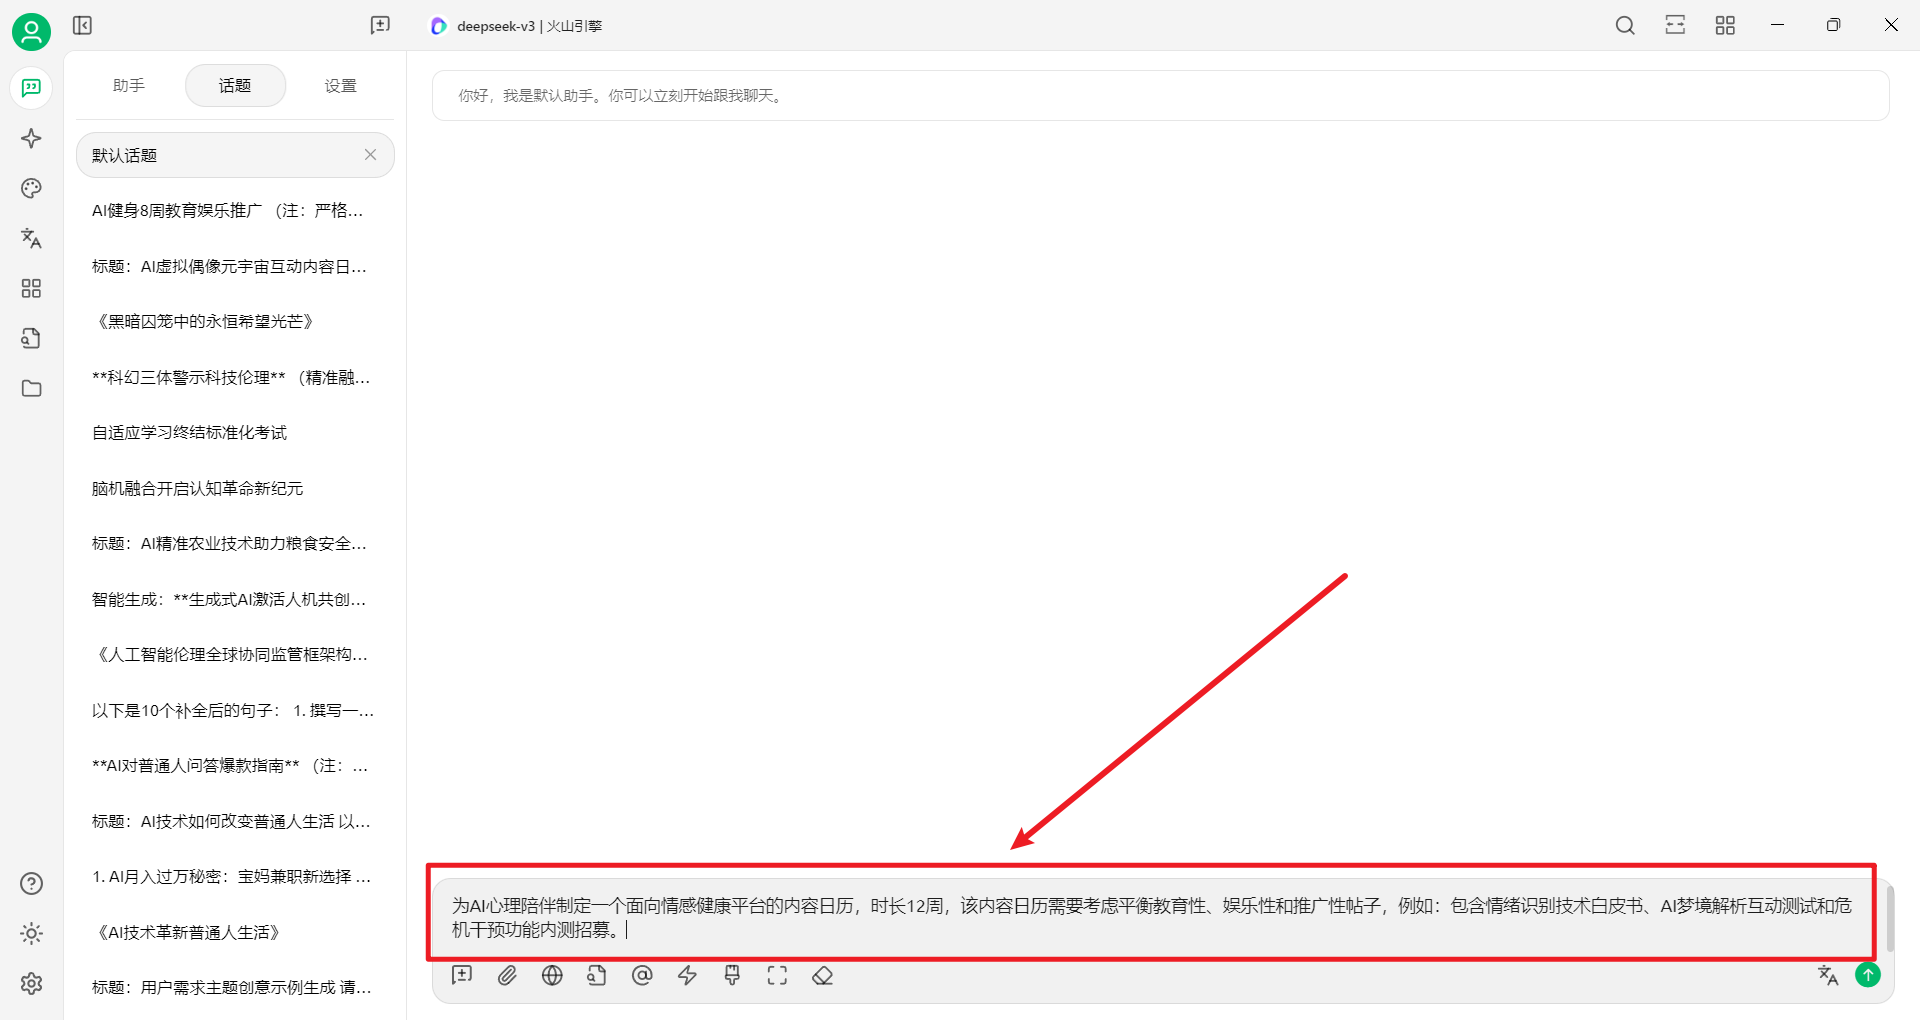 deepseek-v3 | 火山引擎
助手
话题
设置
默认话题
AI健身8周教育娱乐推广 （注：严格...
标题：AI虚拟偶像元宇宙互动内容日...
《黑暗囚笼中的永恒希望光芒》
**科幻三体警示科技伦理** （精准融...
自适应学习终结标准化考试
脑机融合开启认知革命新纪元
标题：AI精准农业技术助力粮食安全...
智能生成：**生成式AI激活人机共创...
《人工智能伦理全球协同监管框架构...
以下是10个补全后的句子： 1. 撰写一...
**AI对普通人问答爆款指南** （注：...
标题：AI技术如何改变普通人生活 以...
1. AI月入过万秘密：宝妈兼职新选择 ...
《AI技术革新普通人生活》
标题：用户需求主题创意示例生成 请...
你好，我是默认助手。你可以立刻开始跟我聊天。
为AI心理陪伴制定一个面向情感健康平台的内容日历，时长12周，该内容日历需要考虑平衡教育性、娱乐性和推广性帖子，例如：包含情绪识别技术白皮书、AI梦境解析互动测试和危
机干预功能内测招募。